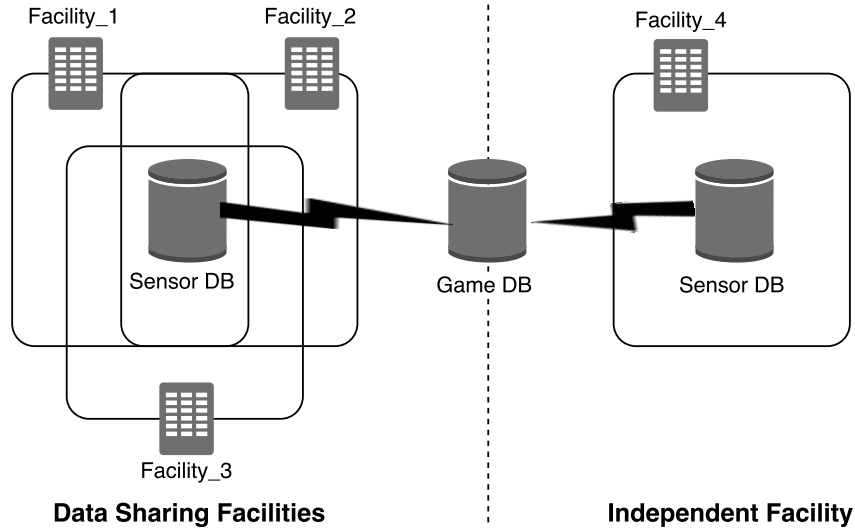 Facility_1
Facility_2
Facility_4
Sensor DB
Game DB
Sensor DB
Facility_3
Data Sharing Facilities
Independent Facility